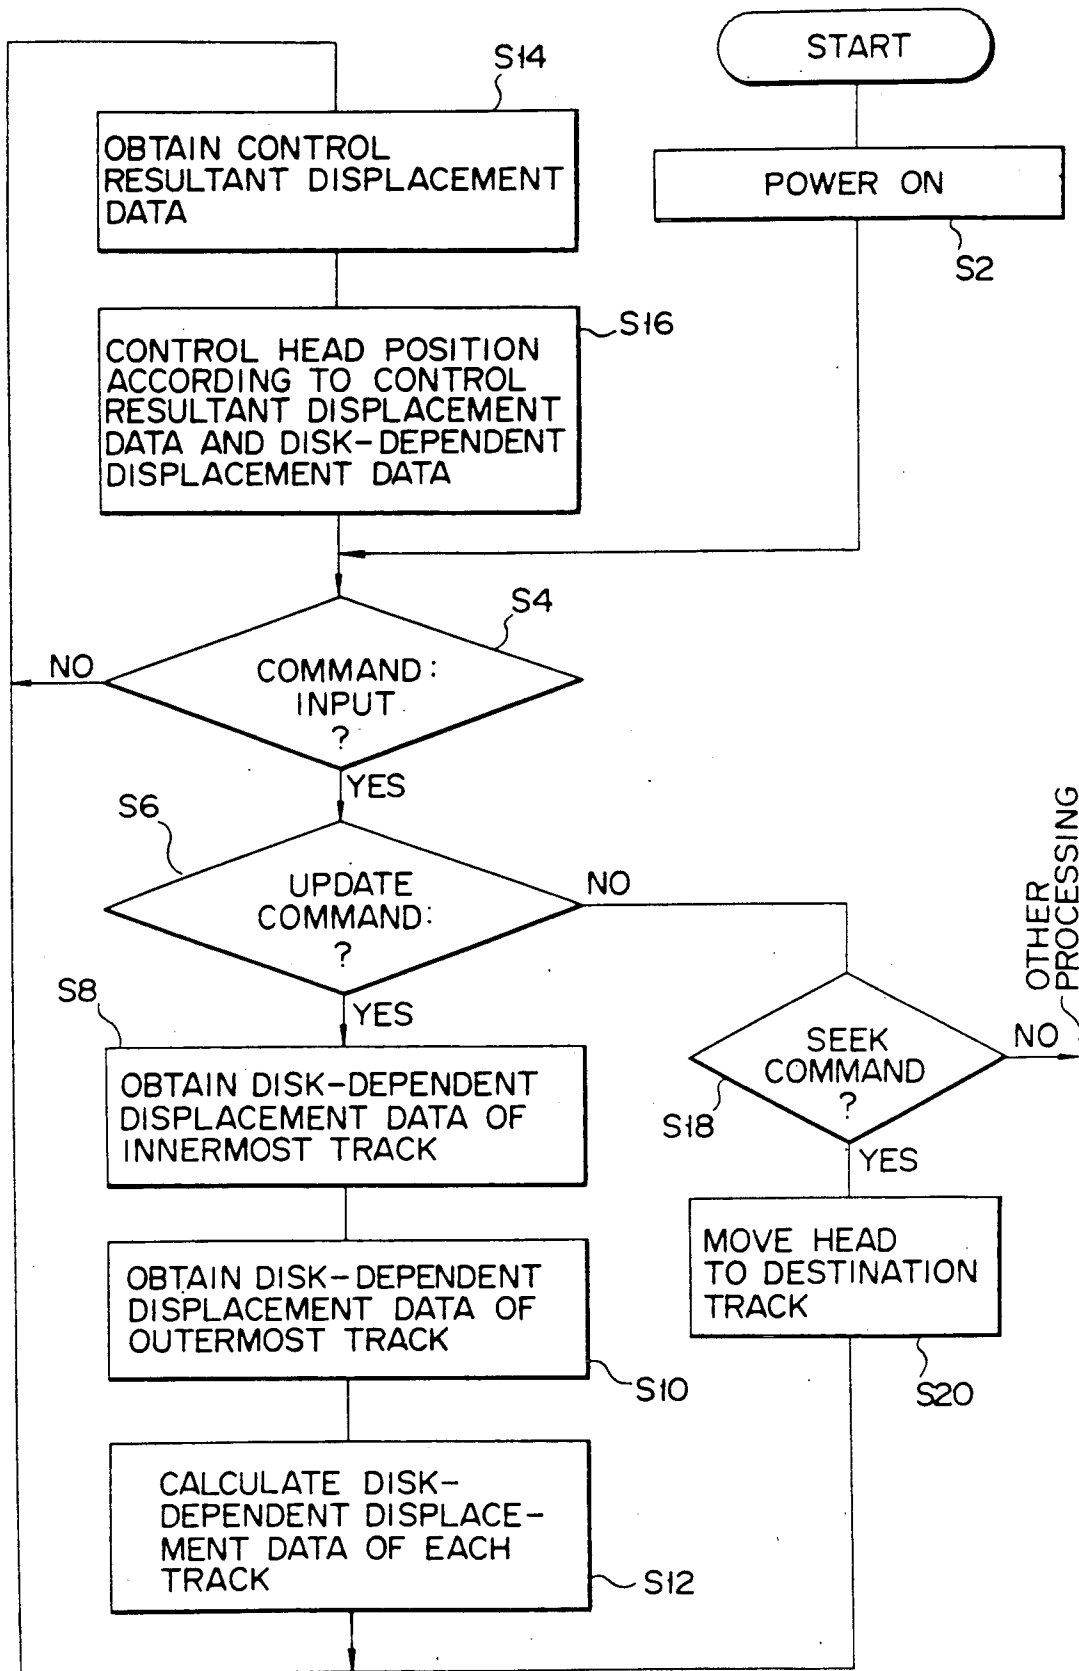 START
POWER ON
S2
S14
OBTAIN CONTROL
RESULTANT DISPLACEMENT
DATA
S16
CONTROL HEAD POSITION
ACCORDING TO CONTROL
RESULTANT DISPLACEMENT
DATA AND DISK-DEPENDENT
DISPLACEMENT DATA
S4
COMMAND:
INPUT
?
NO
YES
S6
UPDATE
COMMAND:
?
NO
YES
S8
OBTAIN DISK-DEPENDENT
DISPLACEMENT DATA OF
INNERMOST TRACK
OBTAIN DISK-DEPENDENT
DISPLACEMENT DATA OF
OUTERMOST TRACK
S10
CALCULATE DISK-
DEPENDENT DISPLACE-
MENT DATA OF EACH
TRACK
S12
SEEK
COMMAND
?
S18
NO
OTHER
PROCESSING
YES
MOVE HEAD
TO DESTINATION
TRACK
S20